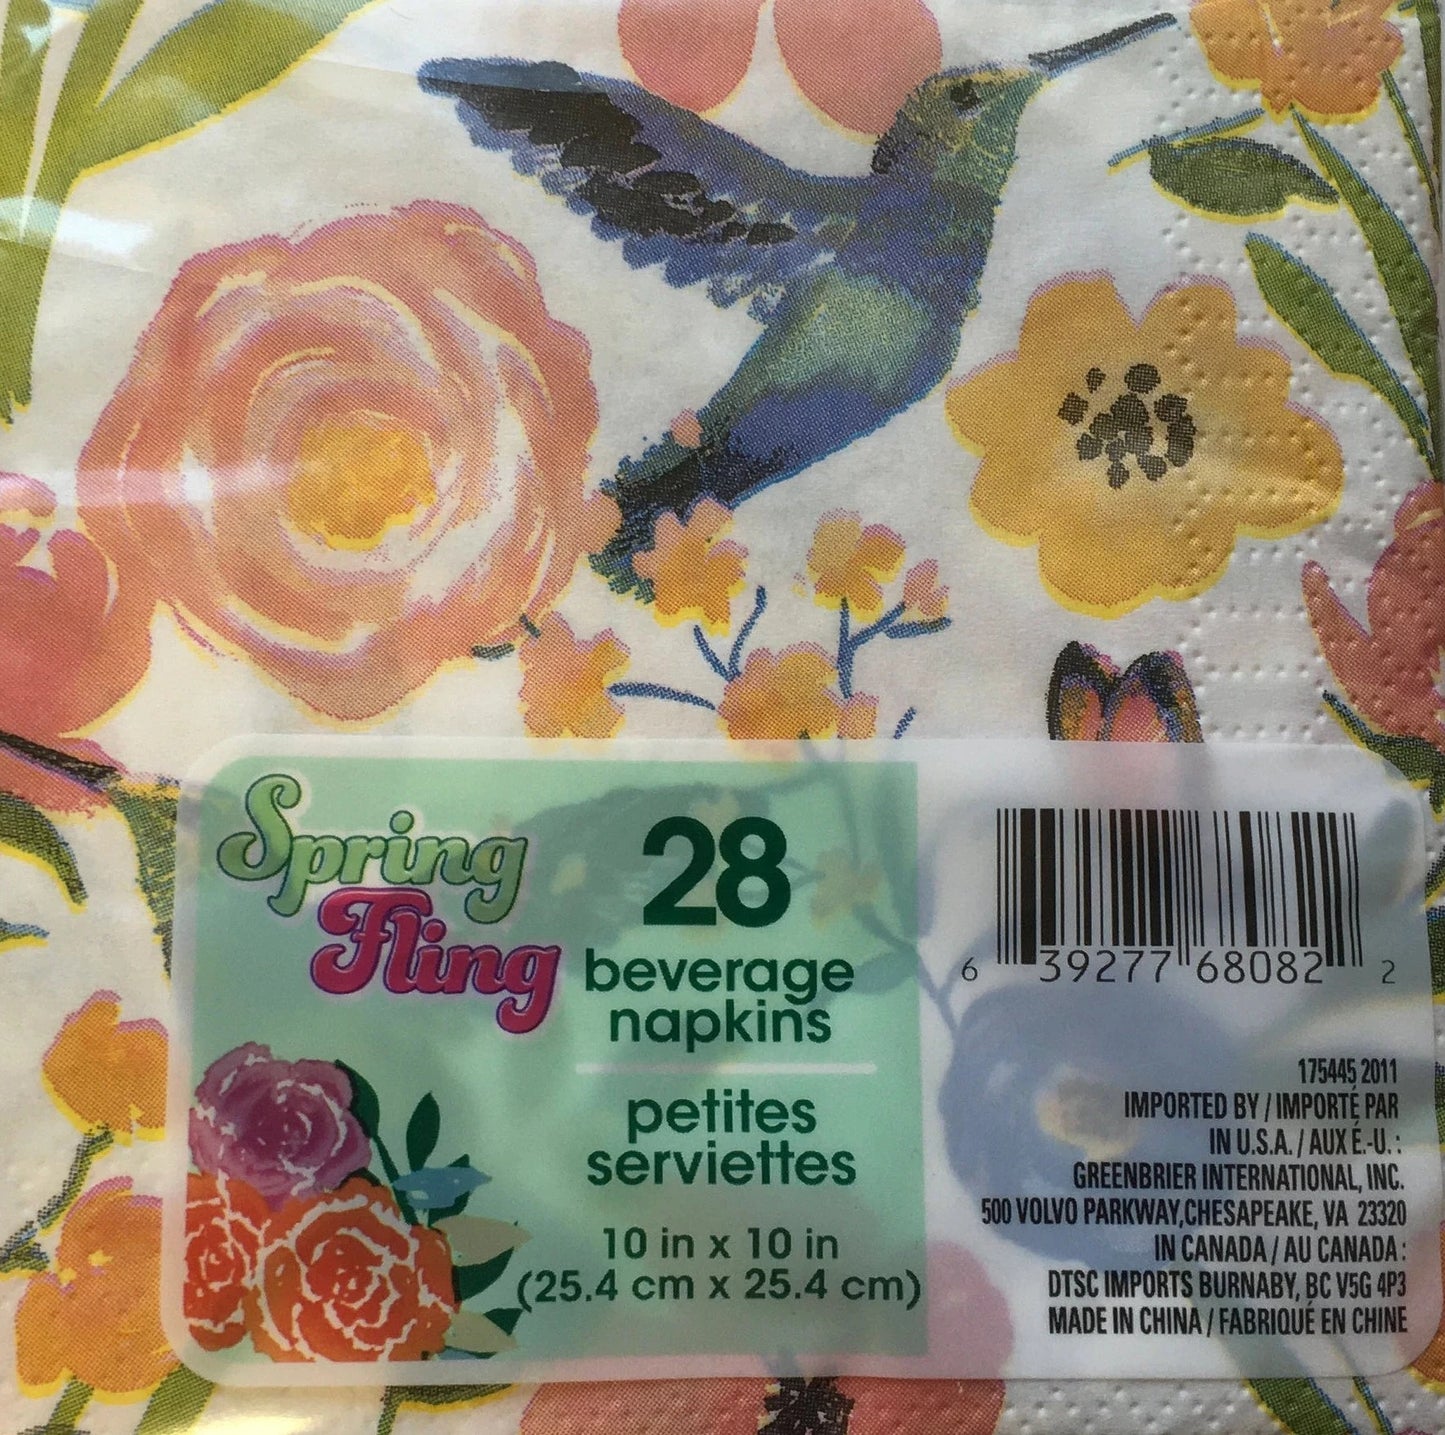 Spring
Fling
28
beverage
napkins
petites
serviettes
10 in x 10 in
(25.4 cm x 25.4 cm)
6 39277 68082 2
175445 2011
IMPORTED BY / IMPORTÉ PAR
IN U.S.A. / AUX É.-U. :
GREENBRIER INTERNATIONAL, INC.
500 VOLVO PARKWAY,CHESAPEAKE, VA 23320
IN CANADA / AU CANADA :
DTSC IMPORTS BURNABY, BC V5G 4P3
MADE IN CHINA / FABRIQUÉ EN CHINE